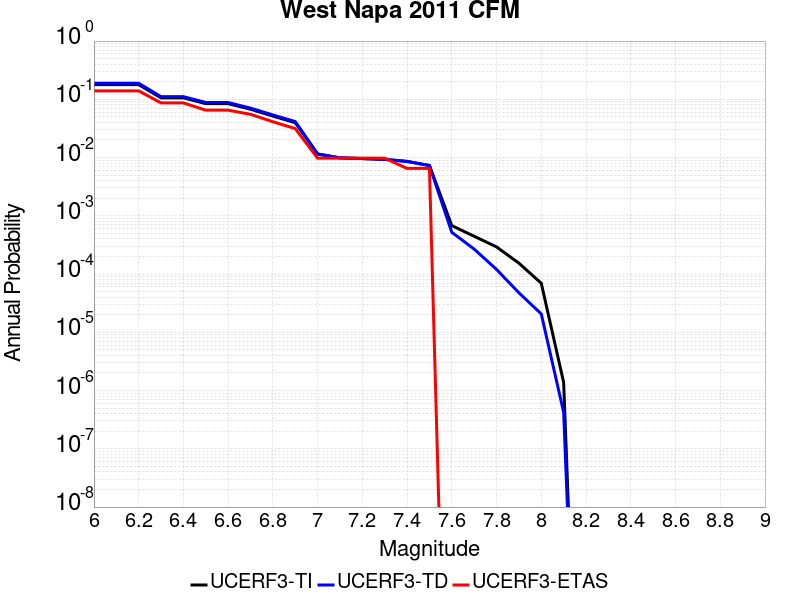 West Napa 2011 CFM
Annual Probability
10^0
10^-1
10^-2
10^-3
10^-4
10^-5
10^-6
10^-7
10^-8
6 6.2 6.4 6.6 6.8 7 7.2 7.4 7.6 7.8 8 8.2 8.4 8.6 8.8 9
Magnitude
UCERF3-TI UCERF3-TD UCERF3-ETAS